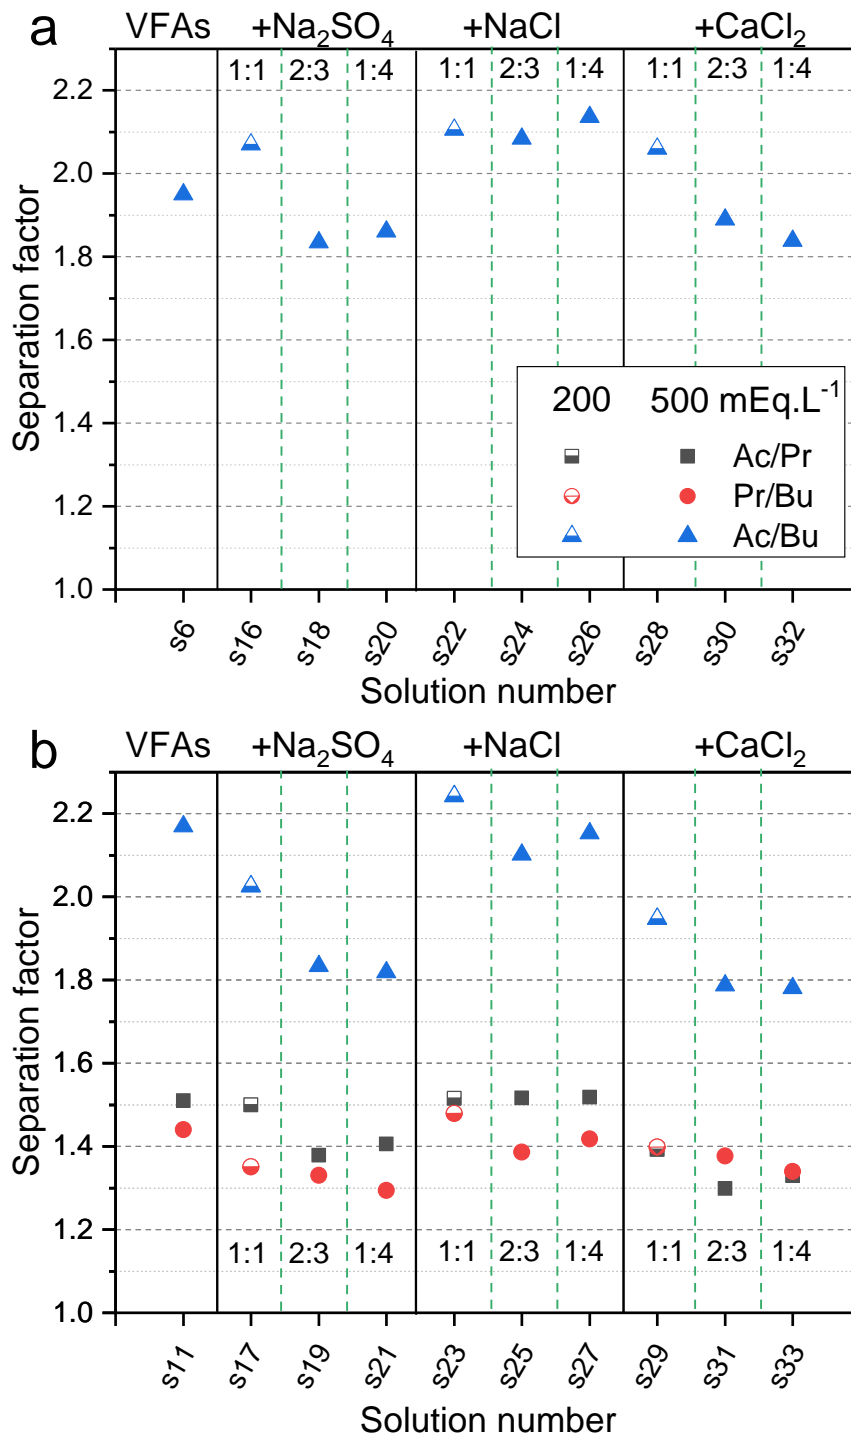 a VFAs +Na₂SO₄ +NaCl +CaCl₂
1:1 2:3 1:4 1:1 2:3 1:4 1:1 2:3 1:4
2.2
2.0
1.8
1.6
1.4
1.2
1.0
Separation factor
200 500 mEq.L⁻¹
Ac/Pr
Pr/Bu
Ac/Bu
s6 s16 s18 s20 s22 s24 s26 s28 s30 s32
Solution number
b VFAs +Na₂SO₄ +NaCl +CaCl₂
2.2
2.0
1.8
1.6
1.4
1.2
1.0
Separation factor
1:1 2:3 1:4 1:1 2:3 1:4 1:1 2:3 1:4
s11 s17 s19 s21 s23 s25 s27 s29 s31 s33
Solution number